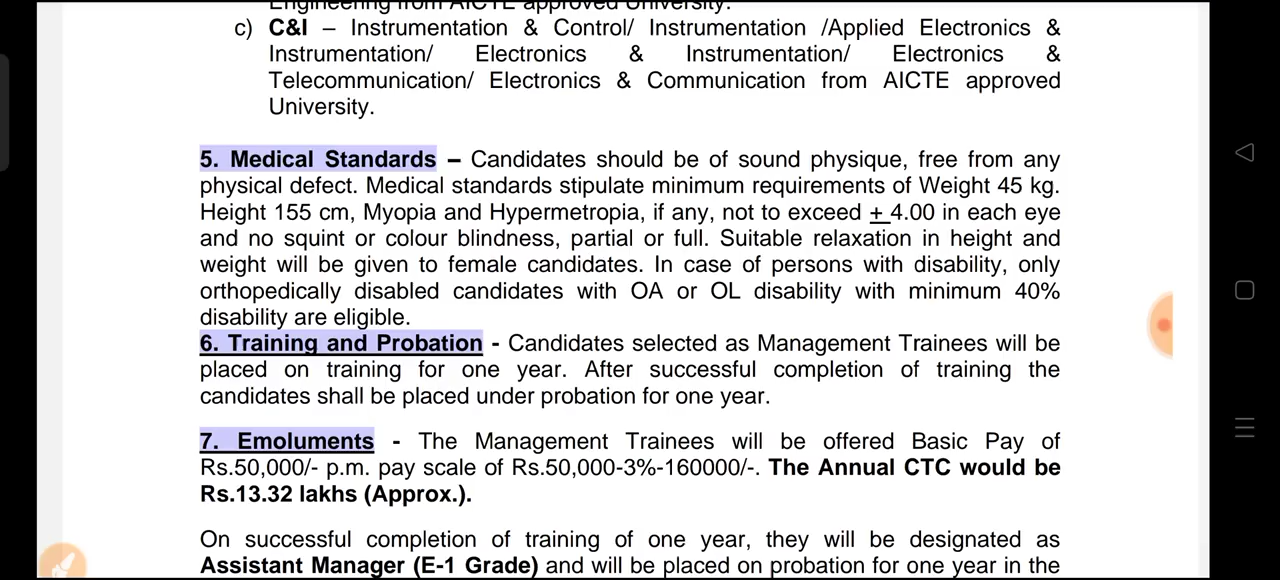 Engineering from AICTE approved University.
c) C&I – Instrumentation & Control/ Instrumentation /Applied Electronics &
Instrumentation/ Electronics & Instrumentation/ Electronics &
Telecommunication/ Electronics & Communication from AICTE approved
University.
5. Medical Standards – Candidates should be of sound physique, free from any
physical defect. Medical standards stipulate minimum requirements of Weight 45 kg.
Height 155 cm, Myopia and Hypermetropia, if any, not to exceed + 4.00 in each eye
and no squint or colour blindness, partial or full. Suitable relaxation in height and
weight will be given to female candidates. In case of persons with disability, only
orthopedically disabled candidates with OA or OL disability with minimum 40%
disability are eligible.
6. Training and Probation - Candidates selected as Management Trainees will be
placed on training for one year. After successful completion of training the
candidates shall be placed under probation for one year.
7. Emoluments - The Management Trainees will be offered Basic Pay of
Rs.50,000/- p.m. pay scale of Rs.50,000-3%-160000/-. The Annual CTC would be
Rs.13.32 lakhs (Approx.).
On successful completion of training of one year, they will be designated as
Assistant Manager (E-1 Grade) and will be placed on probation for one year in the